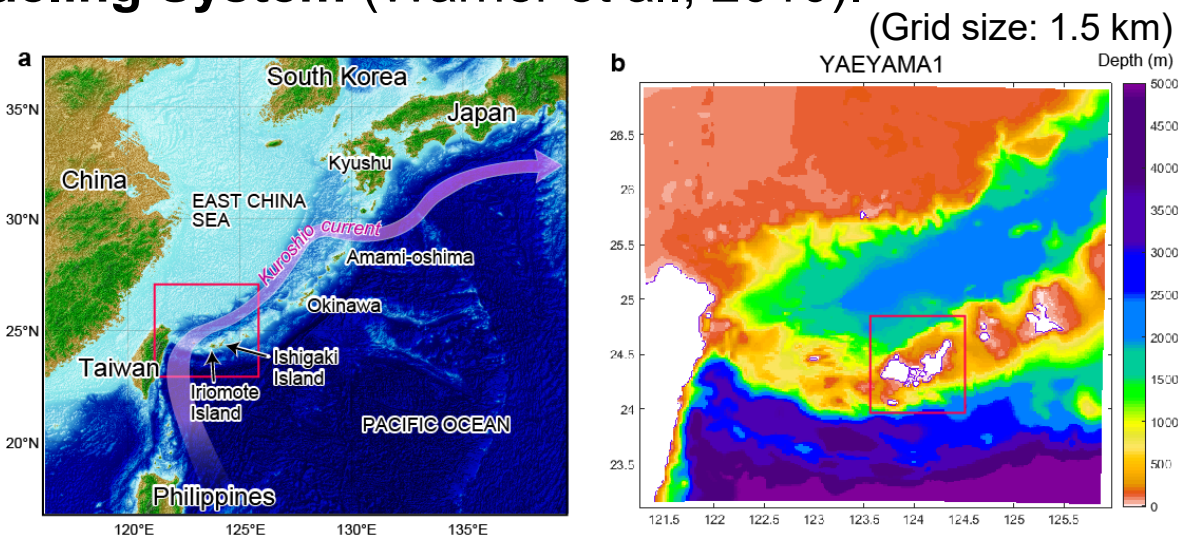 (Grid size: 1.5 km)
a
South Korea
35°N
Japan
Kyushu
China
EAST CHINA
SEA
30°N
Kuroshio current
Amami-oshima
Okinawa
25°N
Taiwan
Ishigaki
Island
Iriomote
Island
PACIFIC OCEAN
20°N
Philippines
120°E 125°E 130°E 135°E
b
YAEYAMA1
Depth (m)
26.5
26
25.5
25
24.5
24
23.5
121.5 122 122.5 123 123.5 124 124.5 125 125.5
5000
4500
4000
3500
3000
2500
2000
1500
1000
500
0